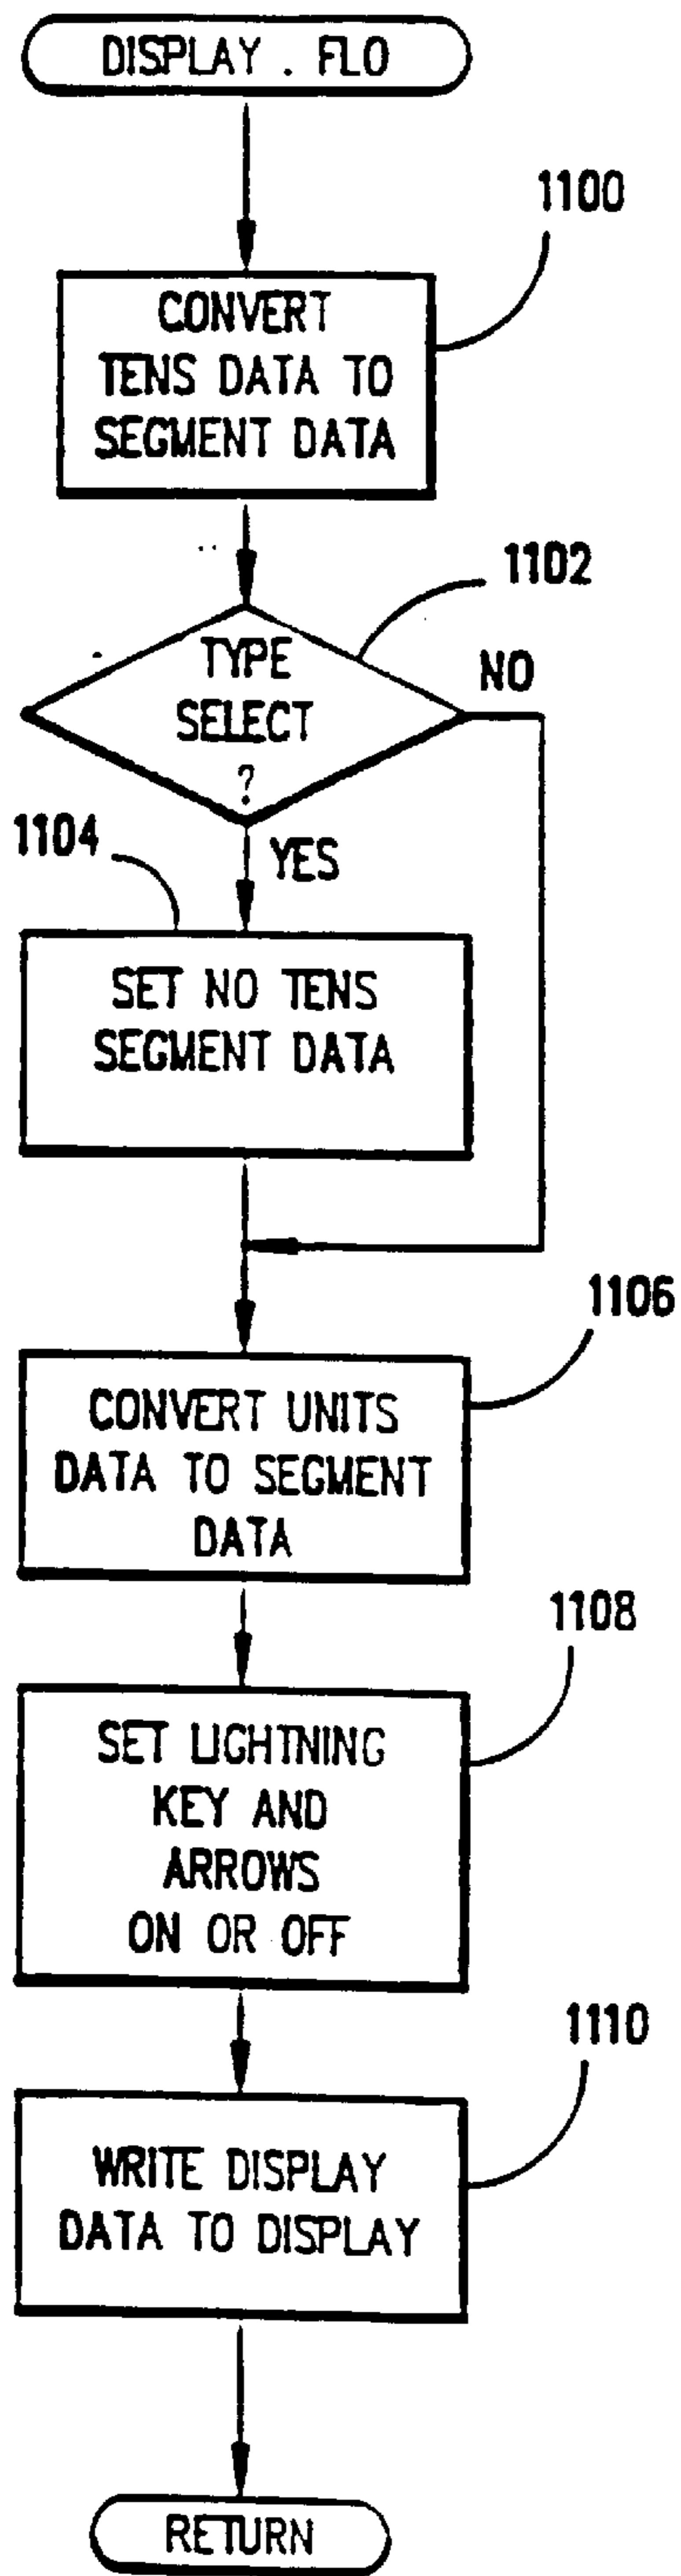 DISPLAY . FLO
1100
CONVERT
TENS DATA TO
SEGMENT DATA
1102
TYPE
SELECT
?
NO
YES
1104
SET NO TENS
SEGMENT DATA
1106
CONVERT UNITS
DATA TO SEGMENT
DATA
1108
SET LIGHTNING
KEY AND
ARROWS
ON OR OFF
1110
WRITE DISPLAY
DATA TO DISPLAY
RETURN